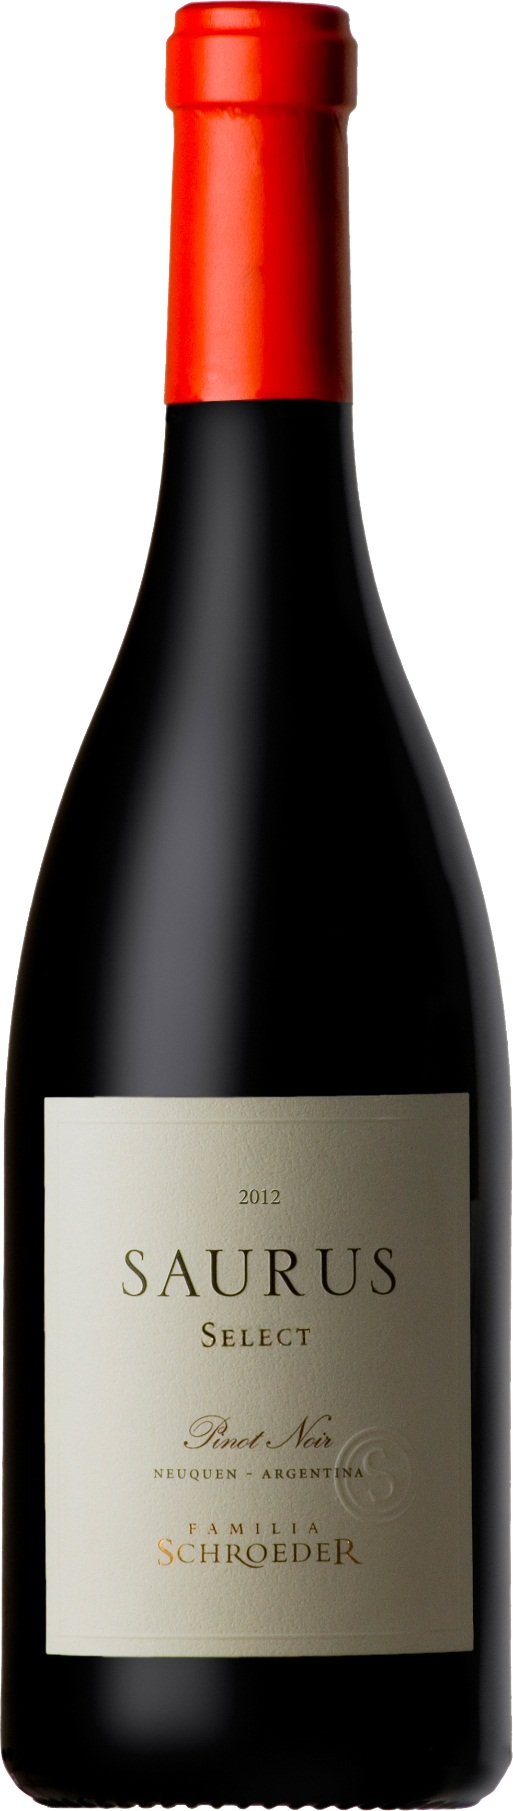 2012
SAURUS
SELECT
Pinot Noir
NEUQUEN - ARGENTINA
S
FAMILIA
SCHROEDER